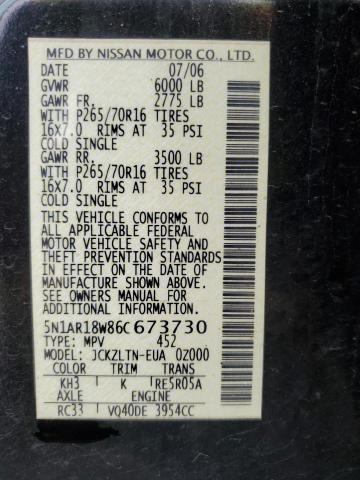 MFD BY NISSAN MOTOR CO., LTD.
DATE 07/06
GVWR 6000 LB
GAWR FR. 2775 LB
WITH P265/70R16 TIRES
16X7.0 RIMS AT 35 PSI
COLD SINGLE
GAWR RR. 3500 LB
WITH P265/70R16 TIRES
16X7.0 RIMS AT 35 PSI
COLD SINGLE
THIS VEHICLE CONFORMS TO
ALL APPLICABLE FEDERAL
MOTOR VEHICLE SAFETY AND
THEFT PREVENTION STANDARDS
IN EFFECT ON THE DATE OF
MANUFACTURE SHOWN ABOVE.
SEE OWNERS MANUAL FOR
ADDITIONAL INFORMATION.
5N1AR18W86C673730
TYPE: MPV 452
MODEL: JCKZLTN-EUA 0Z000
COLOR TRIM TRANS
KH3 K RE5R05A
AXLE ENGINE
RC33 VQ40DE 3954CC